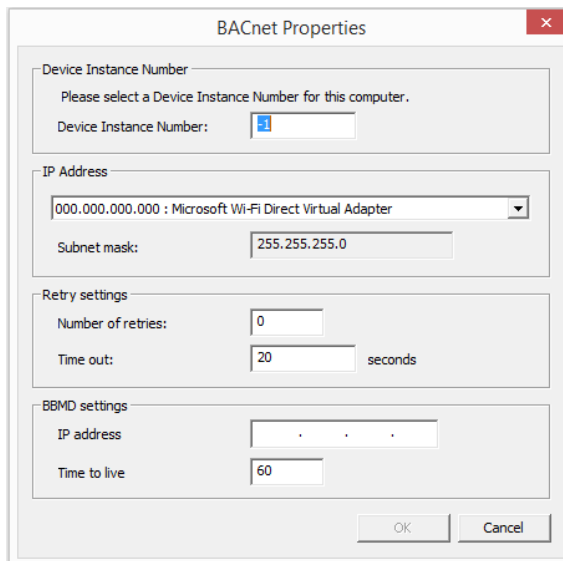 BACnet Properties
Device Instance Number
Please select a Device Instance Number for this computer.
Device Instance Number: -1
IP Address
000.000.000.000 : Microsoft Wi-Fi Direct Virtual Adapter
Subnet mask: 255.255.255.0
Retry settings
Number of retries: 0
Time out: 20 seconds
BBMD settings
IP address . . .
Time to live 60
OK Cancel